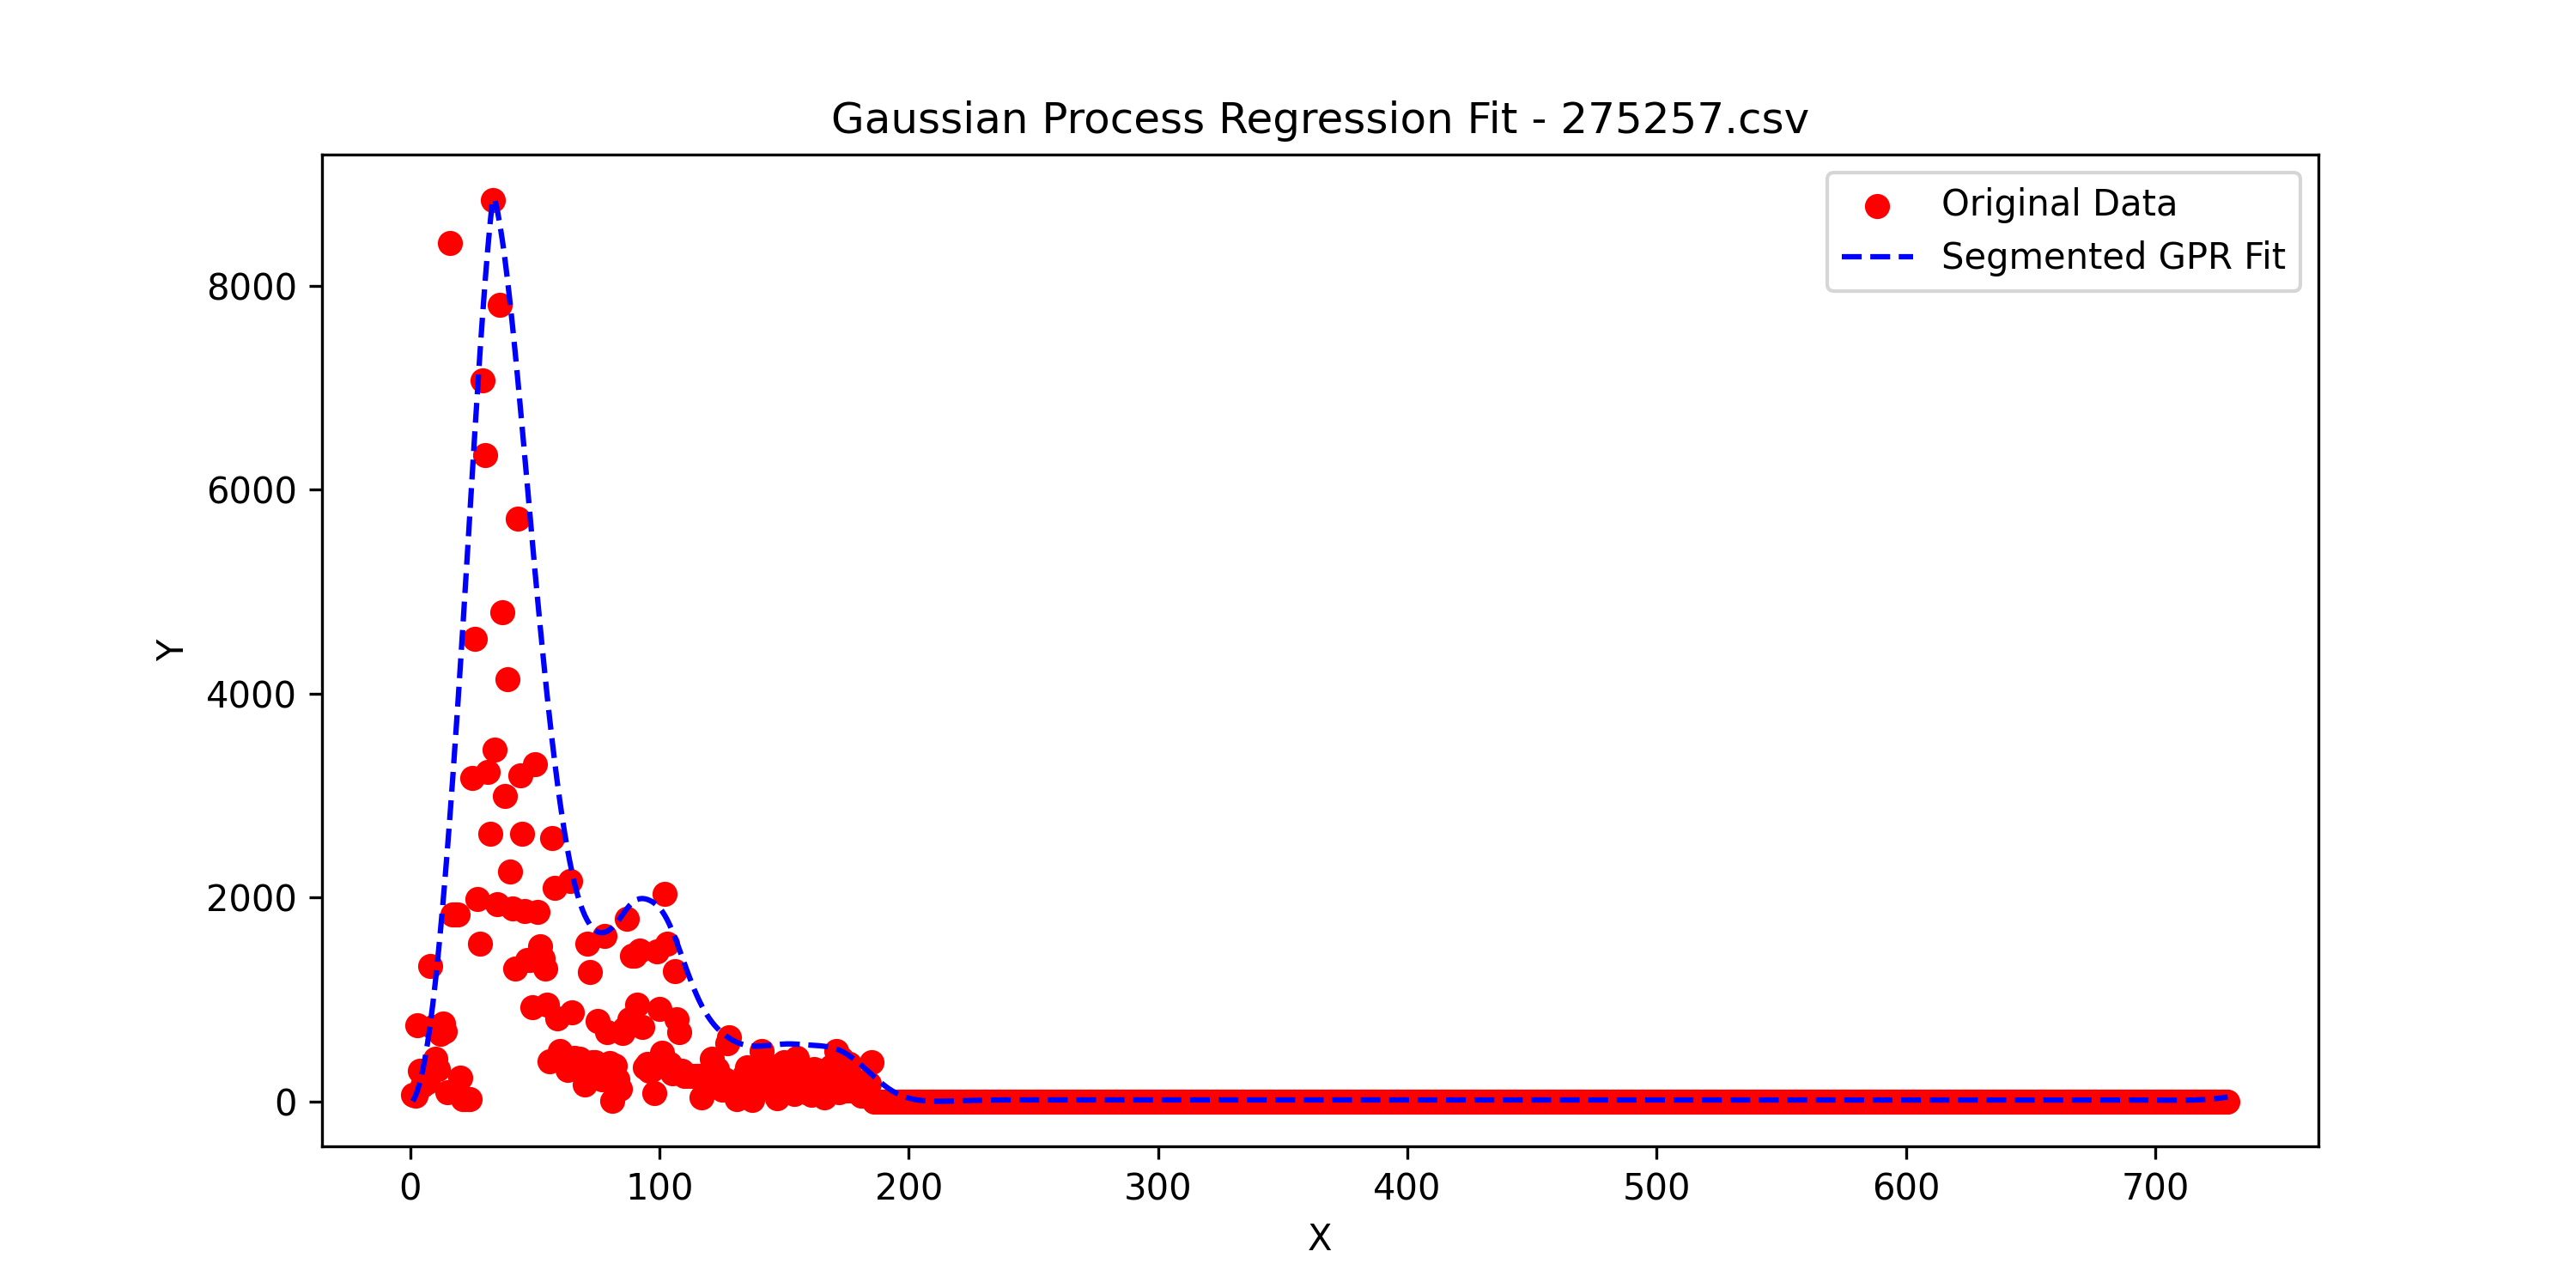 Gaussian Process Regression Fit - 275257.csv
Original Data
Segmented GPR Fit
8000
6000
4000
2000
0
Y
0 100 200 300 400 500 600 700
X